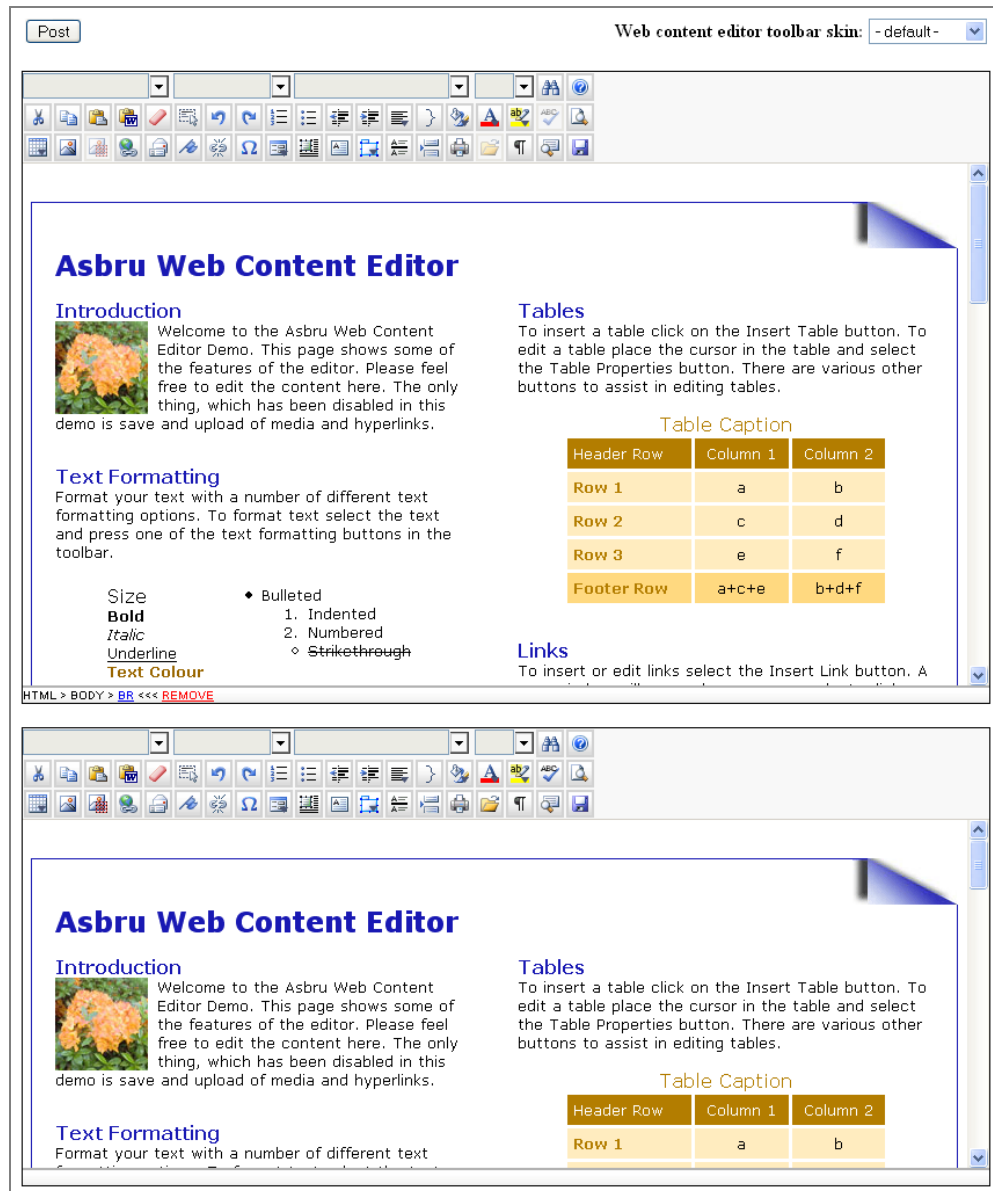 Post
Web content editor toolbar skin: - default -
Asbru Web Content Editor
Introduction
Welcome to the Asbru Web Content
Editor Demo. This page shows some of
the features of the editor. Please feel
free to edit the content here. The only
thing, which has been disabled in this
demo is save and upload of media and hyperlinks.
Text Formatting
Format your text with a number of different text
formatting options. To format text select the text
and press one of the text formatting buttons in the
toolbar.
Size
Bold
Italic
Underline
Text Colour
Bulleted
1. Indented
2. Numbered
Strikethrough
Tables
To insert a table click on the Insert Table button. To
edit a table place the cursor in the table and select
the Table Properties button. There are various other
buttons to assist in editing tables.
Table Caption
Header Row Column 1 Column 2
Row 1 a b
Row 2 c d
Row 3 e f
Footer Row a+c+e b+d+f
Links
To insert or edit links select the Insert Link button. A
HTML > BODY > BR <<< REMOVE
Asbru Web Content Editor
Introduction
Welcome to the Asbru Web Content
Editor Demo. This page shows some of
the features of the editor. Please feel
free to edit the content here. The only
thing, which has been disabled in this
demo is save and upload of media and hyperlinks.
Text Formatting
Format your text with a number of different text
Tables
To insert a table click on the Insert Table button. To
edit a table place the cursor in the table and select
the Table Properties button. There are various other
buttons to assist in editing tables.
Table Caption
Header Row Column 1 Column 2
Row 1 a b